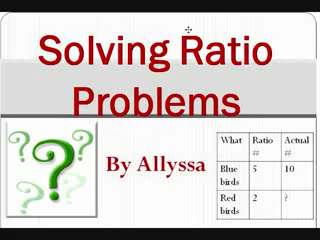 Solving Ratio
Problems
By Allyssa
What Ratio # Actual #
Blue birds 5 10
Red birds 2 ?